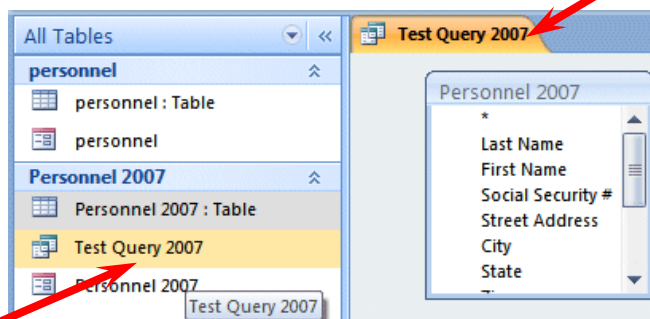 All Tables
personnel
personnel : Table
personnel
Personnel 2007
Personnel 2007 : Table
Test Query 2007
Personnel 2007
Test Query 2007
Test Query 2007
Personnel 2007
*
Last Name
First Name
Social Security #
Street Address
City
State